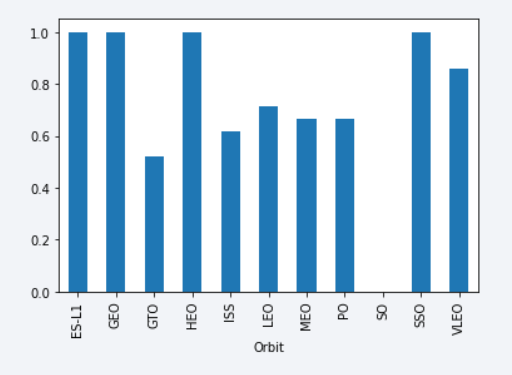 1.0
0.8
0.6
0.4
0.2
0.0
ES-L1
GEO
GTO
HEO
ISS
LEO
MEO
PO
SO
SSO
VLEO
Orbit